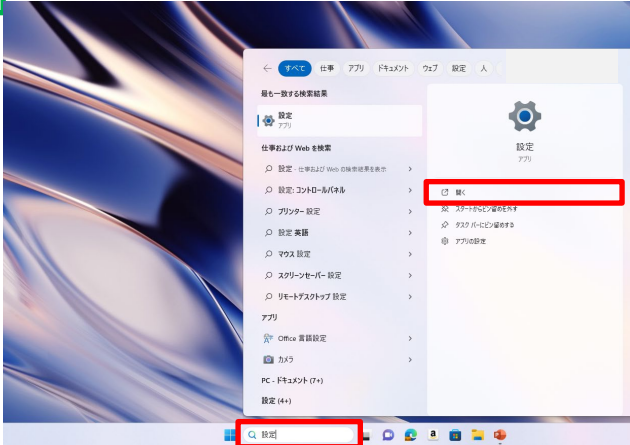 すべて 仕事 アプリ ドキュメント ウェブ 設定 人
最も一致する検索結果
設定
アプリ
仕事および Web を検索
設定 - 仕事および Web の検索結果を表示
設定: コントロールパネル
プリンター 設定
設定 英語
マウス 設定
スクリーンセーバー 設定
リモートデスクトップ 設定
アプリ
Office 言語設定
カメラ
PC - ドキュメント (7+)
設定 (4+)
設定
アプリ
開く
スタートからピン留めを外す
タスク バーにピン留めする
アプリの設定
設定